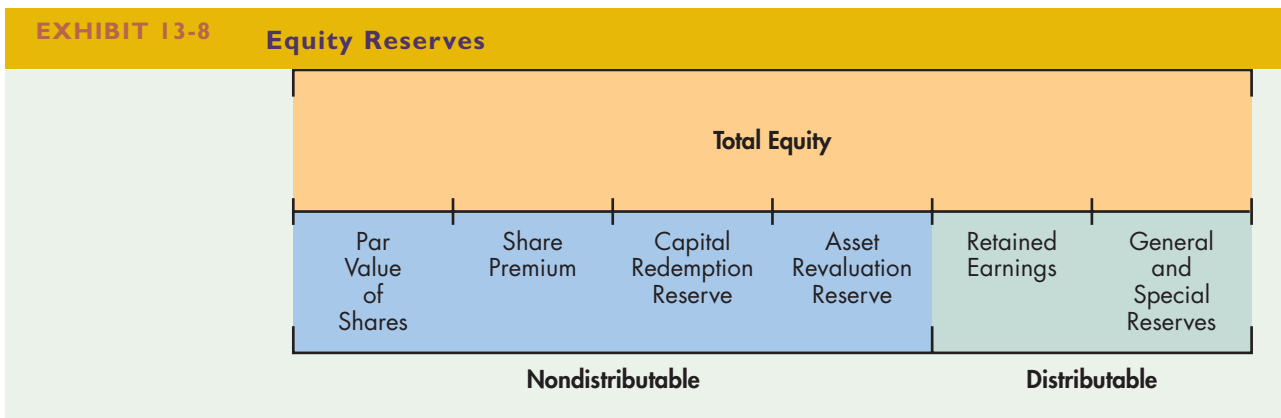 EXHIBIT 13-8
Equity Reserves
Total Equity
Par
Value
of
Shares
Share
Premium
Capital
Redemption
Reserve
Asset
Revaluation
Reserve
Retained
Earnings
General
and
Special
Reserves
Nondistributable
Distributable